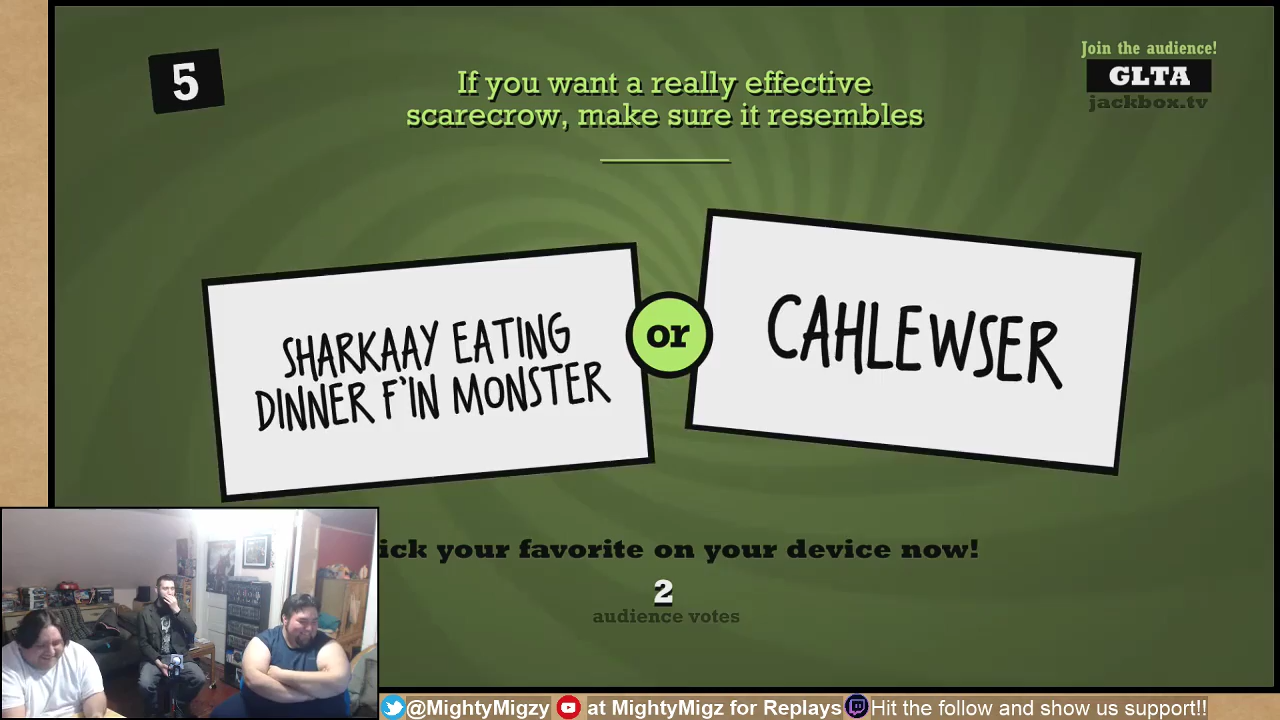 5
If you want a really effective
scarecrow, make sure it resembles
Join the audience!
GLTA
jackbox.tv
SHARKAAY EATING
DINNER F'IN MONSTER
or
CAHLEWSER
ick your favorite on your device now!
2
audience votes
@MightyMigzy at MightyMigz for Replays Hit the follow and show us support!!